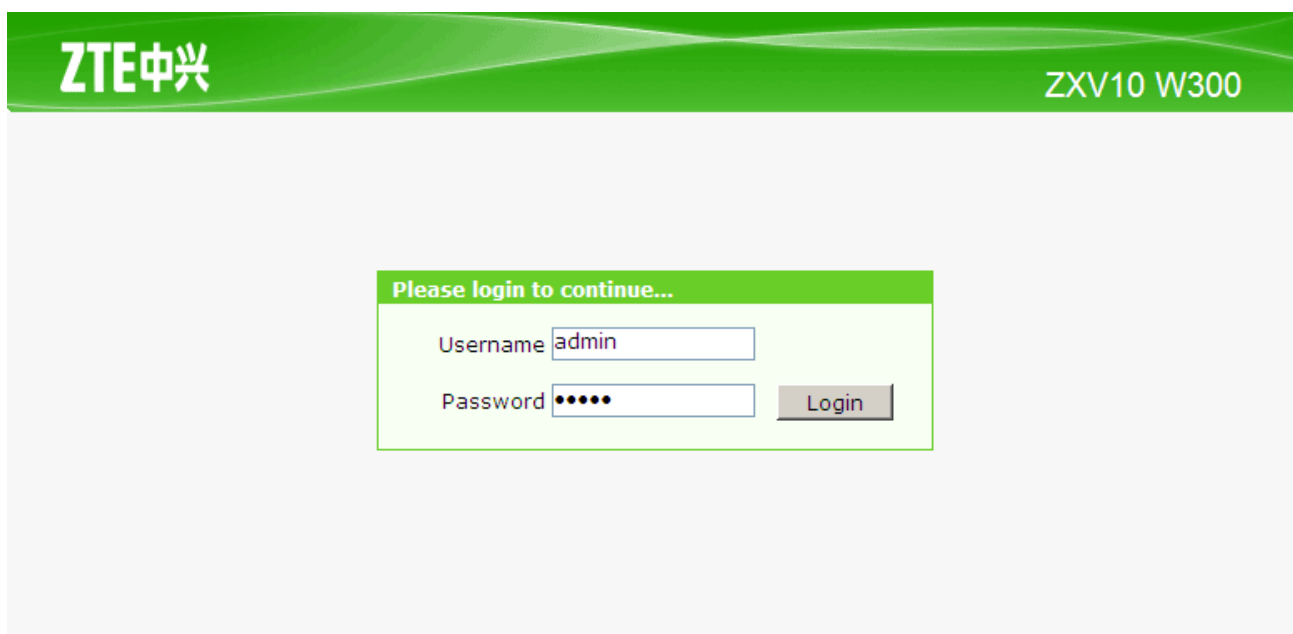 ZTE中兴
ZXV10 W300
Please login to continue...
Username admin
Password •••••
Login